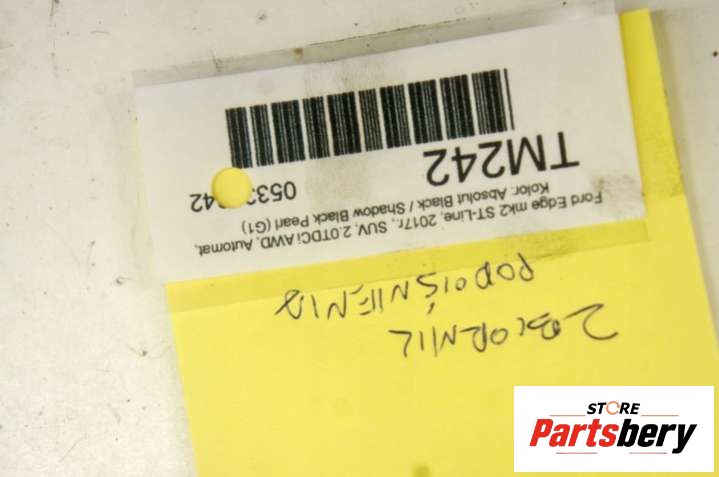 ZBIORNIK
PODCIŚNIENIA
Ford Edge mk2 ST-Line, 2017r., SUV, 2.0TDCi AWD, Automat,
Kolor: Absolut Black / Shadow Black Pearl (G1)
TM242
STORE
Partsbery